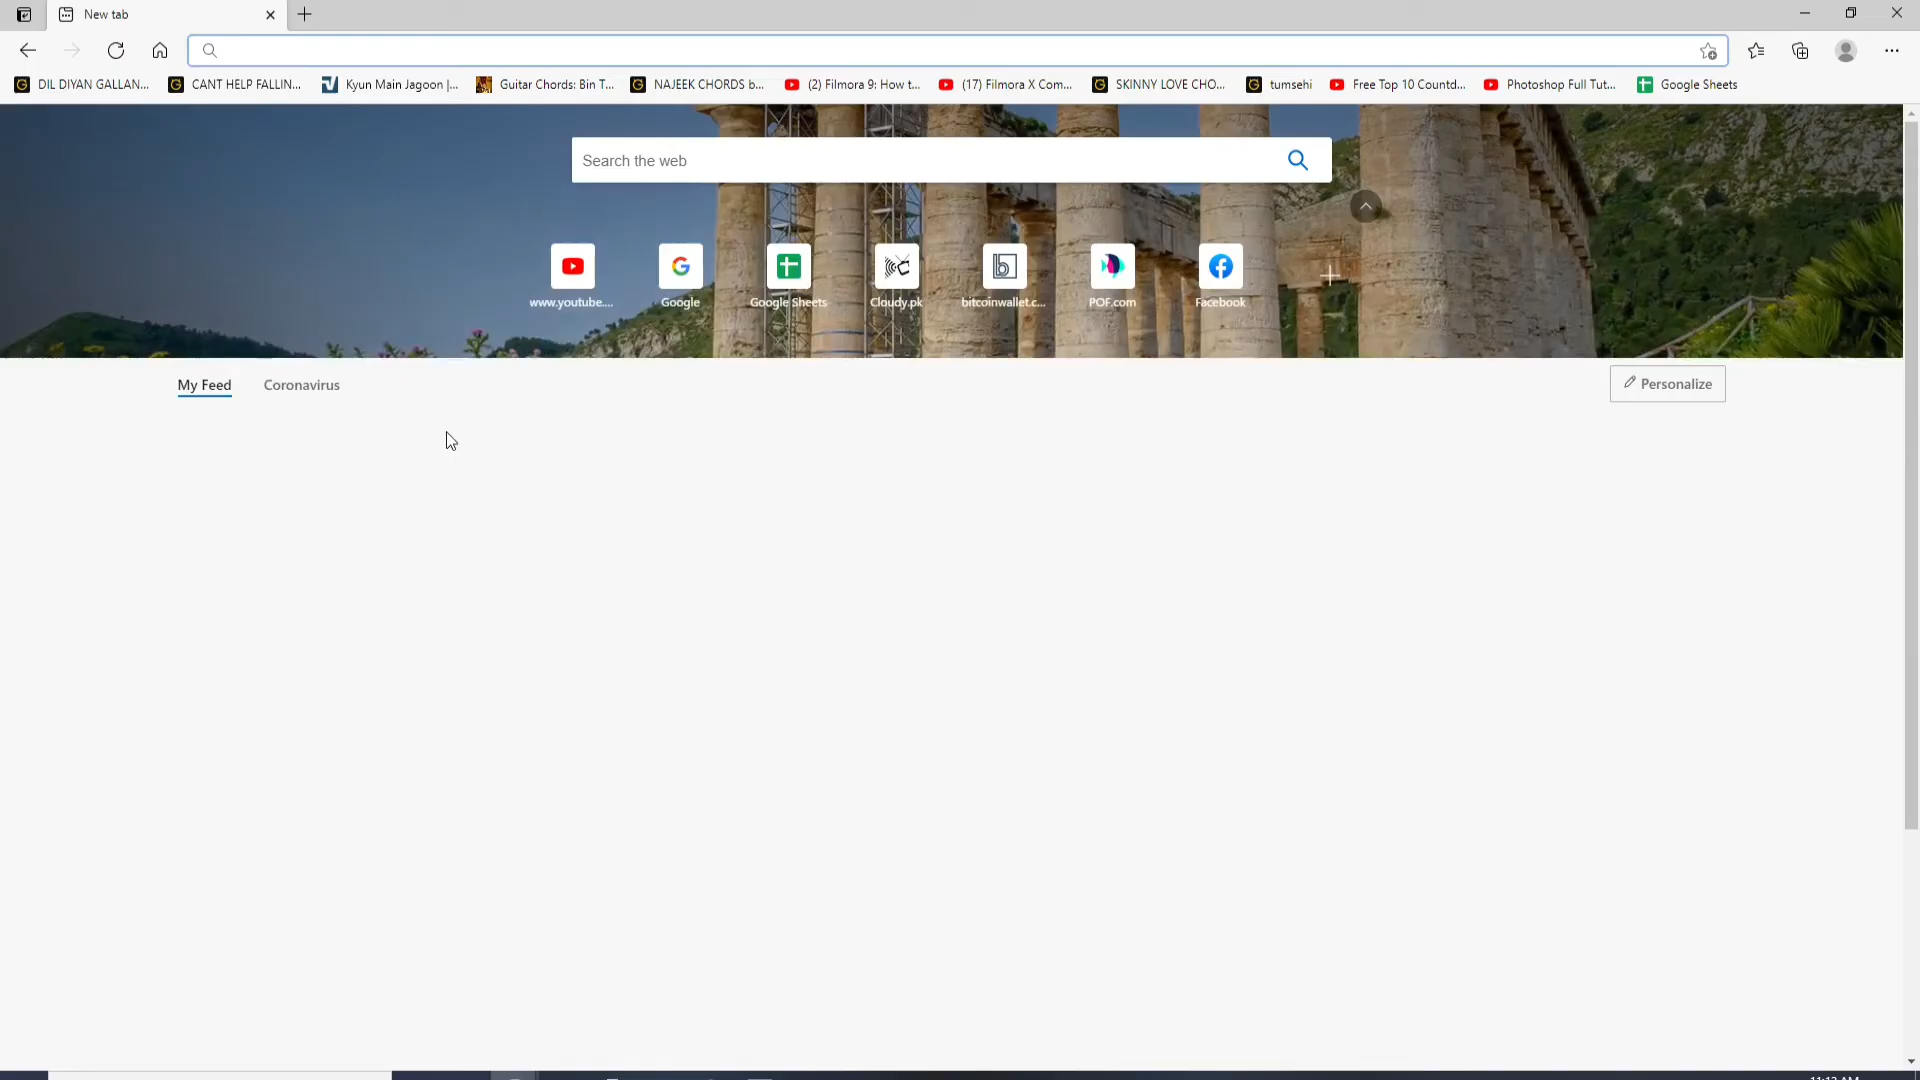 New tab
DIL DIYAN GALLAN...
CANT HELP FALLIN...
Kyun Main Jagoon |...
Guitar Chords: Bin T...
NAJEEK CHORDS b...
(2) Filmora 9: How t...
(17) Filmora X Com...
SKINNY LOVE CHO...
tumsehi
Free Top 10 Countd...
Photoshop Full Tut...
Google Sheets
Search the web
www.youtube....
Google
Google Sheets
Cloudy.pk
bitcoinwallet.c...
POF.com
Facebook
My Feed
Coronavirus
Personalize